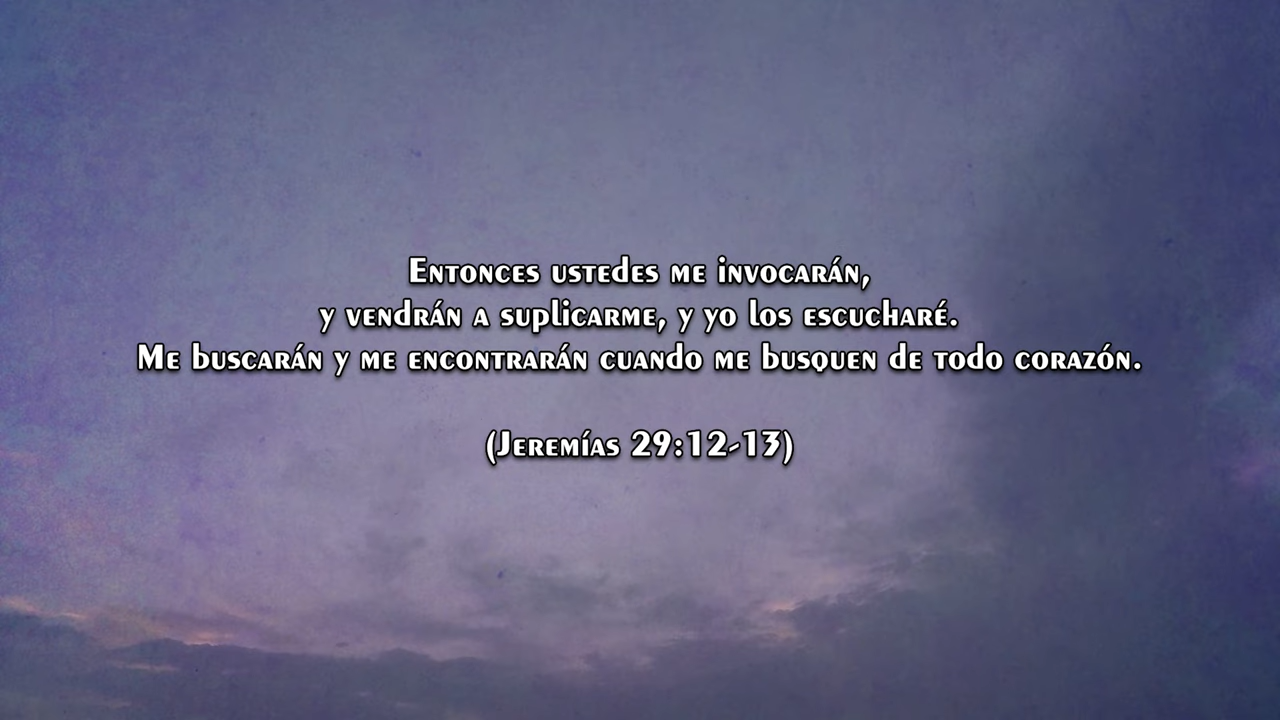 Entonces ustedes me invocarán,
y vendrán a suplicarme, y yo los escucharé.
Me buscarán y me encontrarán cuando me busquen de todo corazón.
(Jeremías 29:12-13)